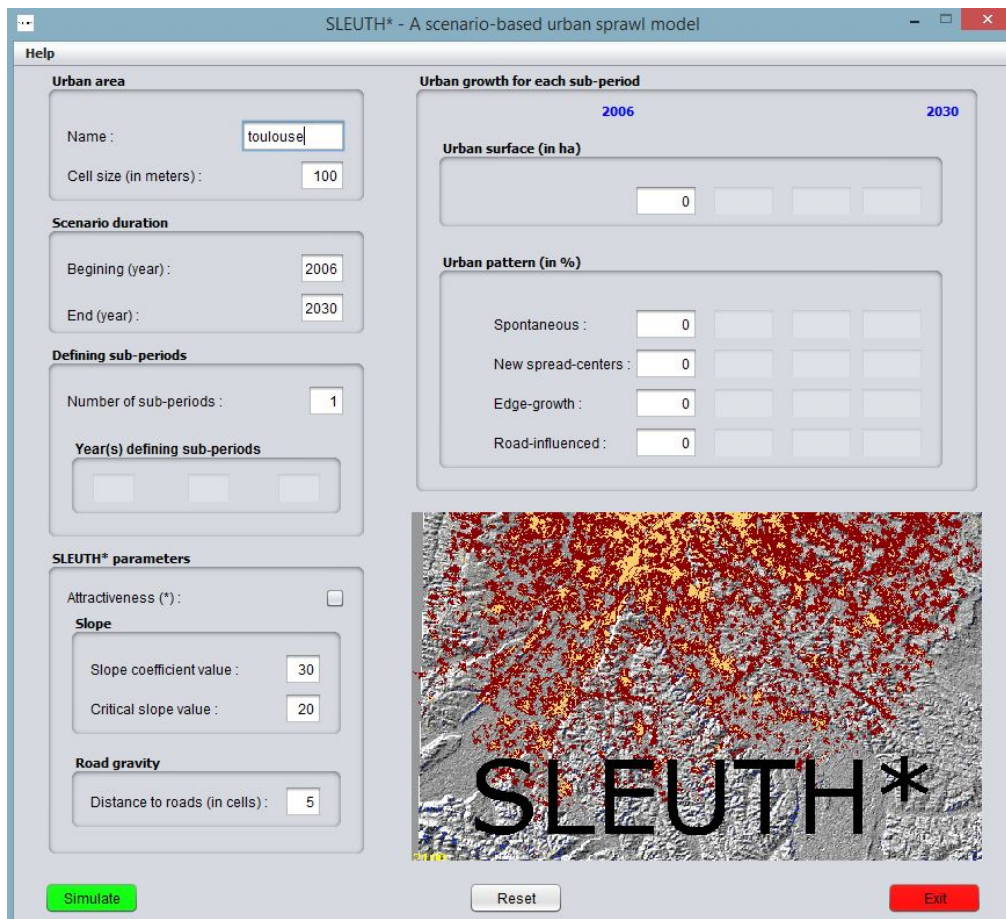 SLEUTH* - A scenario-based urban sprawl model
Help
Urban area
Name :
toulouse
Cell size (in meters) :
100
Scenario duration
Begining (year) :
2006
End (year) :
2030
Defining sub-periods
Number of sub-periods :
1
Year(s) defining sub-periods
SLEUTH* parameters
Attractiveness (*) :
Slope
Slope coefficient value :
30
Critical slope value :
20
Road gravity
Distance to roads (in cells) :
5
Urban growth for each sub-period
2006
2030
Urban surface (in ha)
0
Urban pattern (in %)
Spontaneous :
0
New spread-centers :
0
Edge-growth :
0
Road-influenced :
0
SLEUTH*
Simulate
Reset
Exit